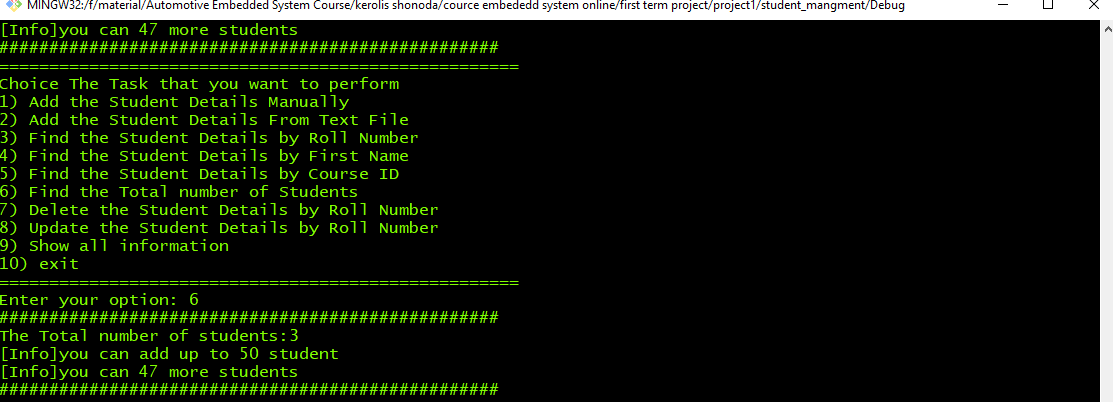 MINGW32:/f/material/Automotive Embedded System Course/kerolis shonoda/cource embededd system online/first term project/project1/student_mangment/Debug
[Info]you can 47 more students
##################################################
====================================================
Choice The Task that you want to perform
1) Add the Student Details Manually
2) Add the Student Details From Text File
3) Find the Student Details by Roll Number
4) Find the Student Details by First Name
5) Find the Student Details by Course ID
6) Find the Total number of Students
7) Delete the Student Details by Roll Number
8) Update the Student Details by Roll Number
9) Show all information
10) exit
====================================================
Enter your option: 6
##################################################
The Total number of students:3
[Info]you can add up to 50 student
[Info]you can 47 more students
##################################################